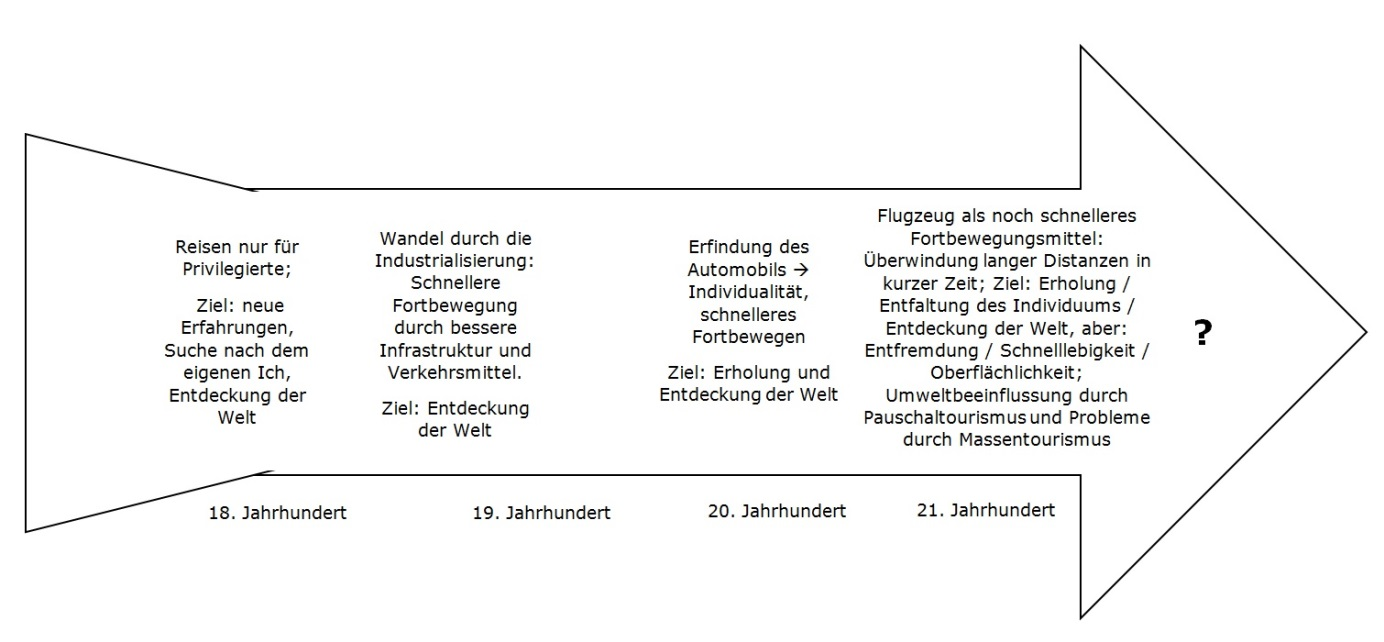 Reisen nur für
Privilegierte;
Ziel: neue
Erfahrungen,
Suche nach dem
eigenen Ich,
Entdeckung der
Welt
Wandel durch die
Industrialisierung:
Schnellere
Fortbewegung
durch bessere
Infrastruktur und
Verkehrsmittel.
Ziel: Entdeckung
der Welt
Erfindung des
Automobils →
Individualität,
schnelleres
Fortbewegen
Ziel: Erholung und
Entdeckung der Welt
Flugzeug als noch schnelleres
Fortbewegungsmittel:
Überwindung langer Distanzen in
kurzer Zeit; Ziel: Erholung /
Entfaltung des Individuums /
Entdeckung der Welt, aber:
Entfremdung / Schnelllebigkeit /
Oberflächlichkeit;
Umweltbeeinflussung durch
Pauschaltourismus und Probleme
durch Massentourismus
?
18. Jahrhundert
19. Jahrhundert
20. Jahrhundert
21. Jahrhundert